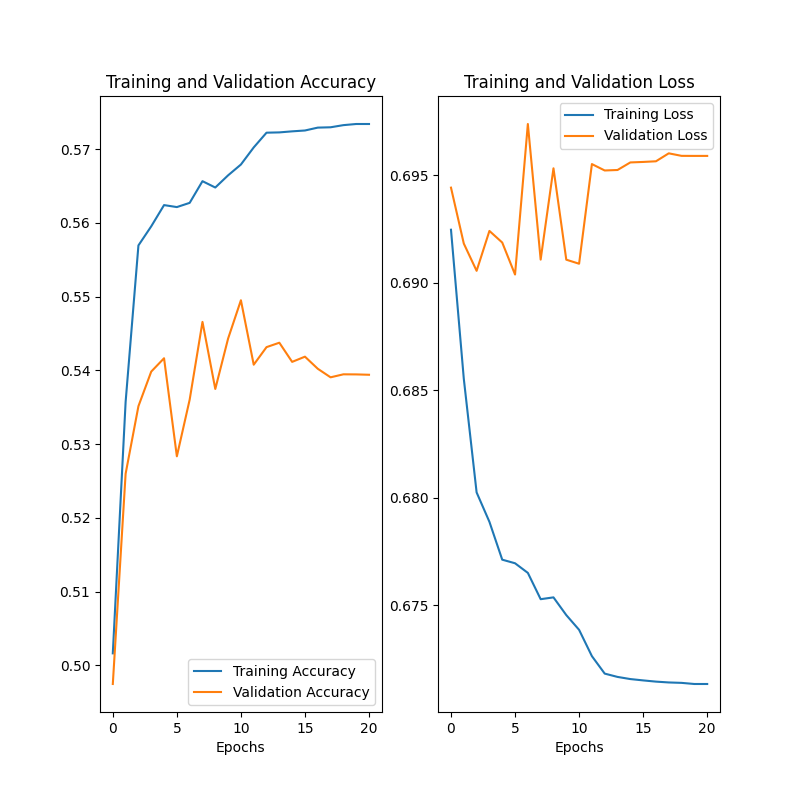 Training and Validation Accuracy
0.57
0.56
0.55
0.54
0.53
0.52
0.51
0.50
Training Accuracy
Validation Accuracy
0 5 10 15 20
Epochs
Training and Validation Loss
Training Loss
Validation Loss
0.695
0.690
0.685
0.680
0.675
0 5 10 15 20
Epochs